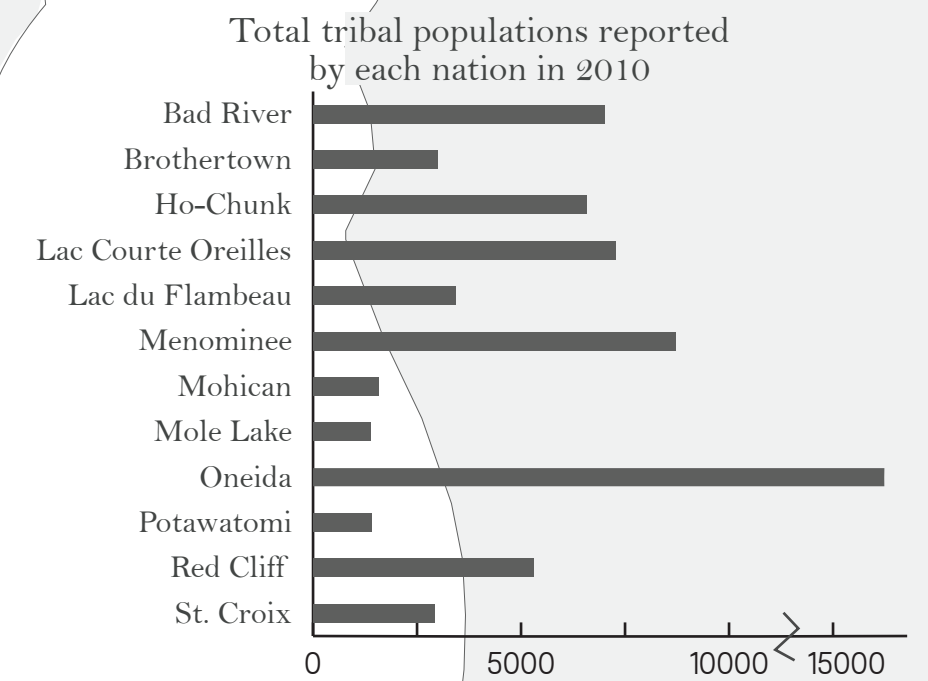 Total tribal populations reported
by each nation in 2010
Bad River
Brothertown
Ho-Chunk
Lac Courte Oreilles
Lac du Flambeau
Menominee
Mohican
Mole Lake
Oneida
Potawatomi
Red Cliff
St. Croix
0 5000 10000 15000